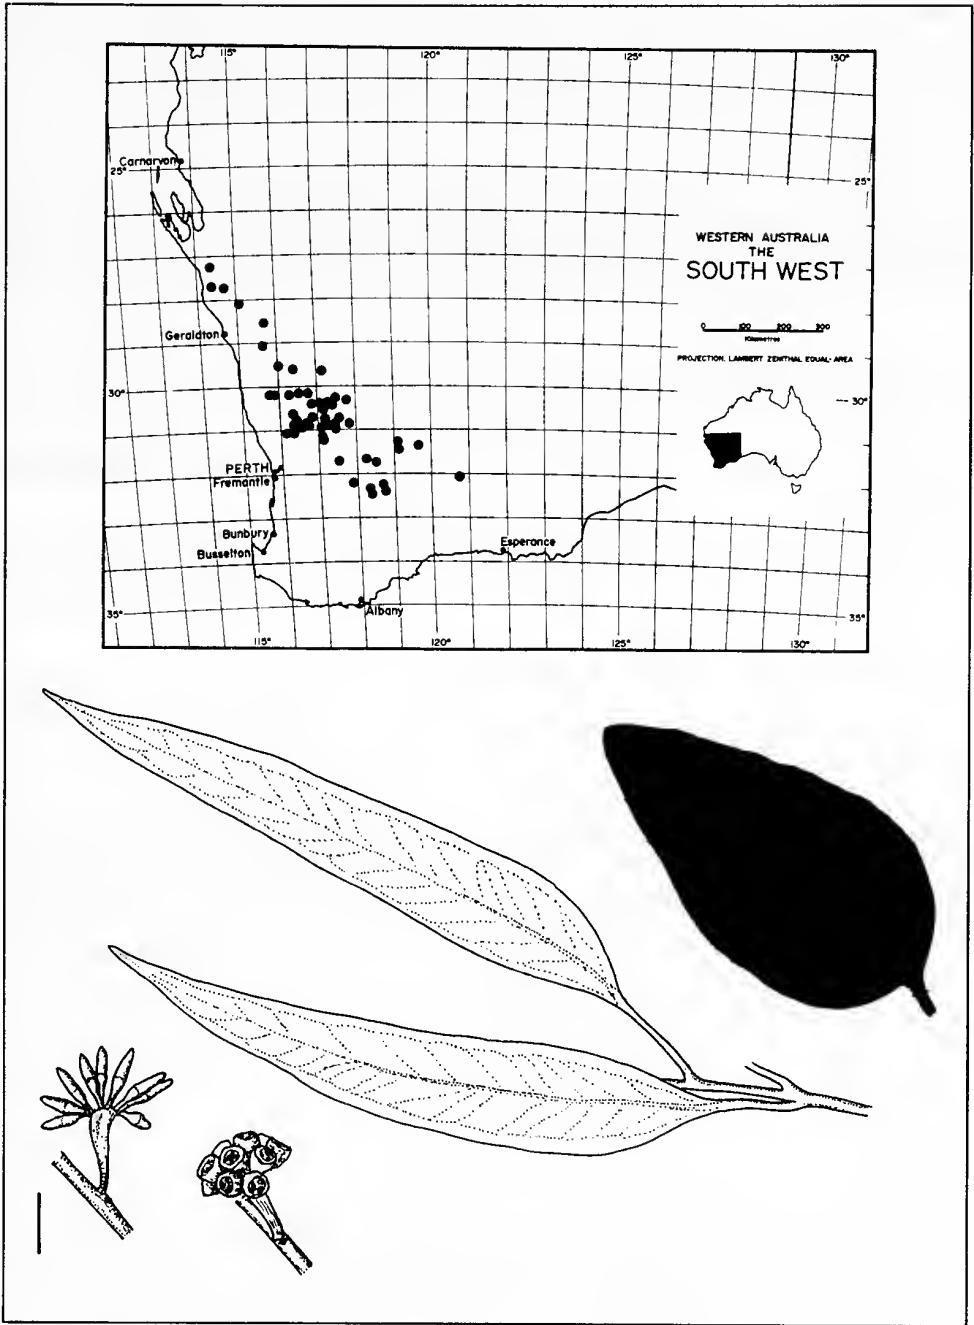 115°
120°
125°
130°
Carnarvon
25°
25°
WESTERN AUSTRALIA
THE
SOUTH WEST
0 100 200 300
Kilometres
PROJECTION: LAMBERT ZENITHAL EQUAL-AREA
Geraldton
30°
30°
PERTH
Fremantle
Bunbury
Busselton
Esperance
Albany
35°
35°
115°
120°
125°
130°